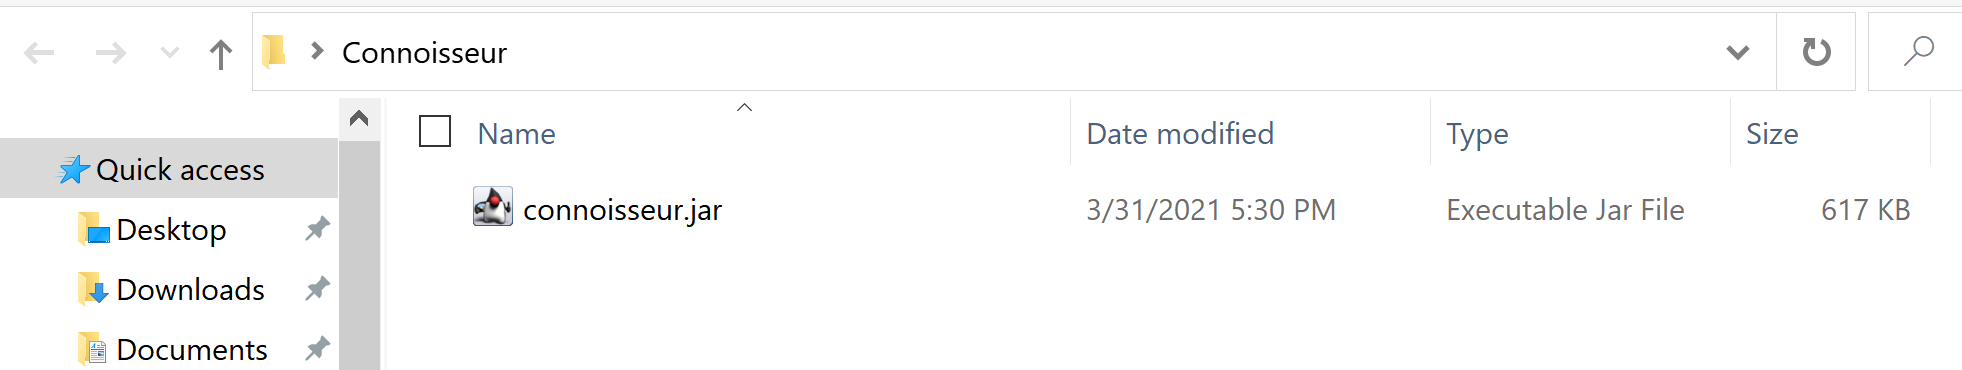 Connoisseur
Name Date modified Type Size
Quick access
connoisseur.jar 3/31/2021 5:30 PM Executable Jar File 617 KB
Desktop
Downloads
Documents